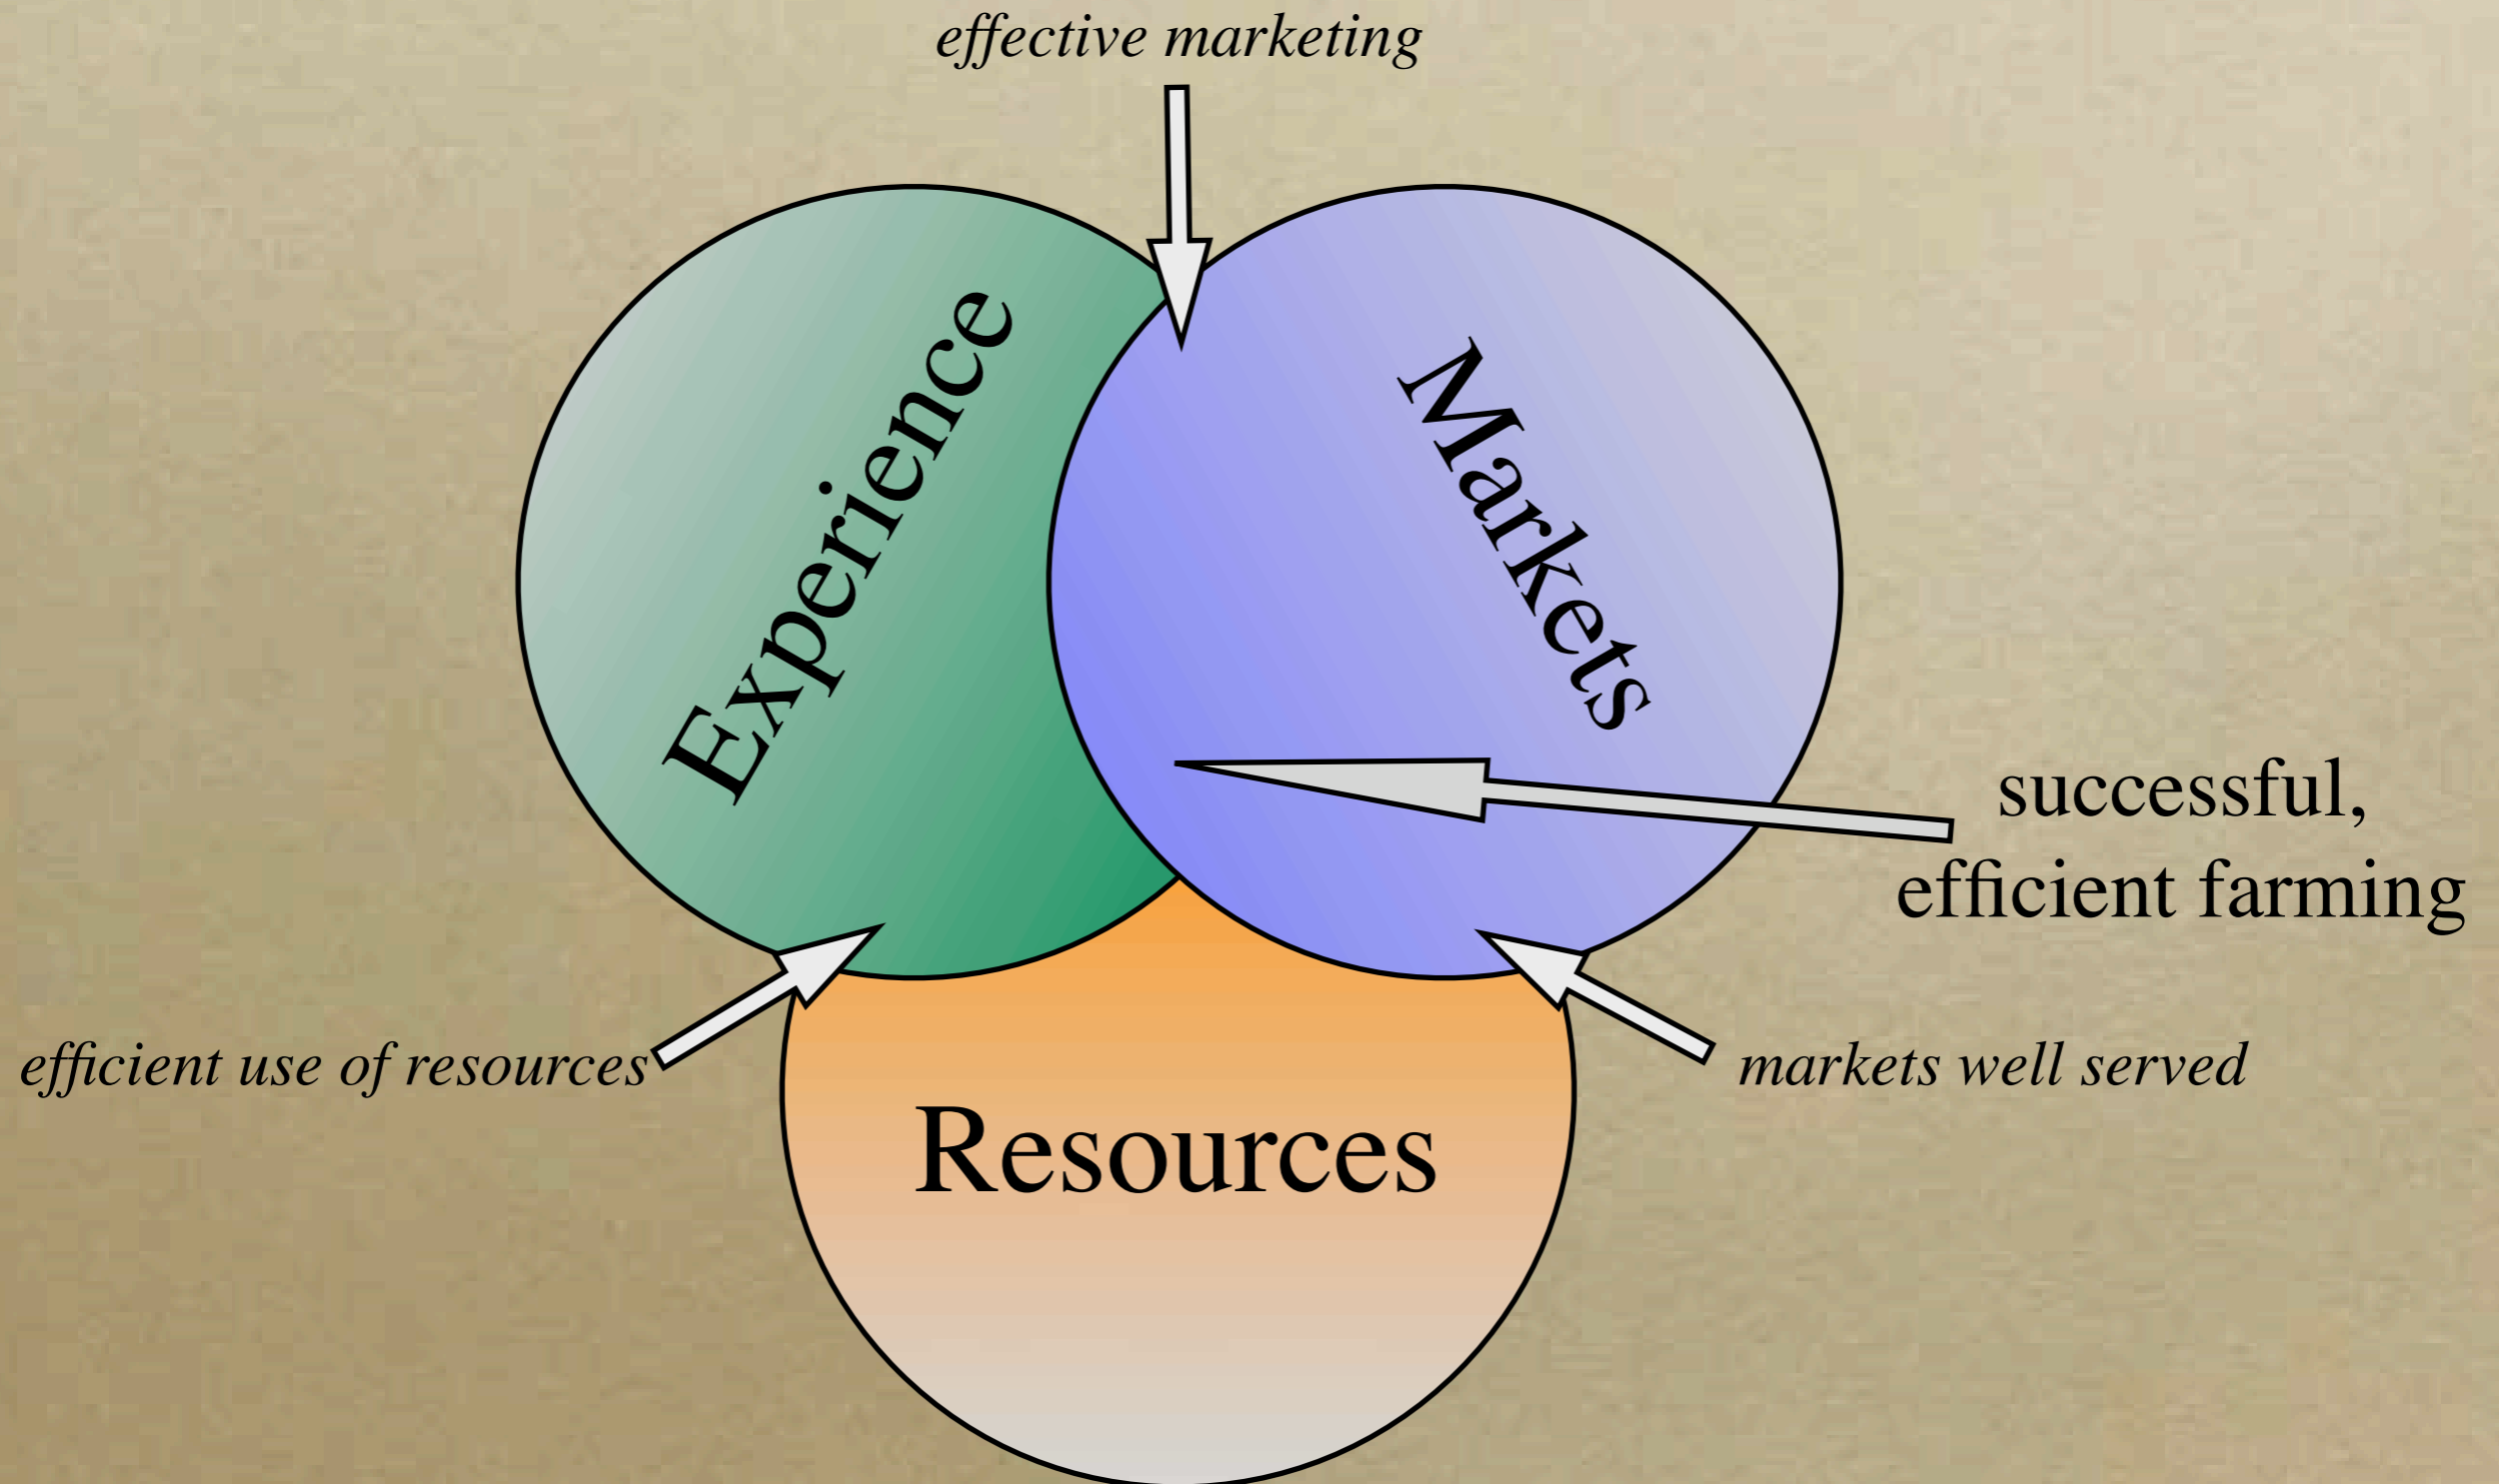 effective marketing
Experience
Markets
successful,
efficient farming
efficient use of resources
markets well served
Resources